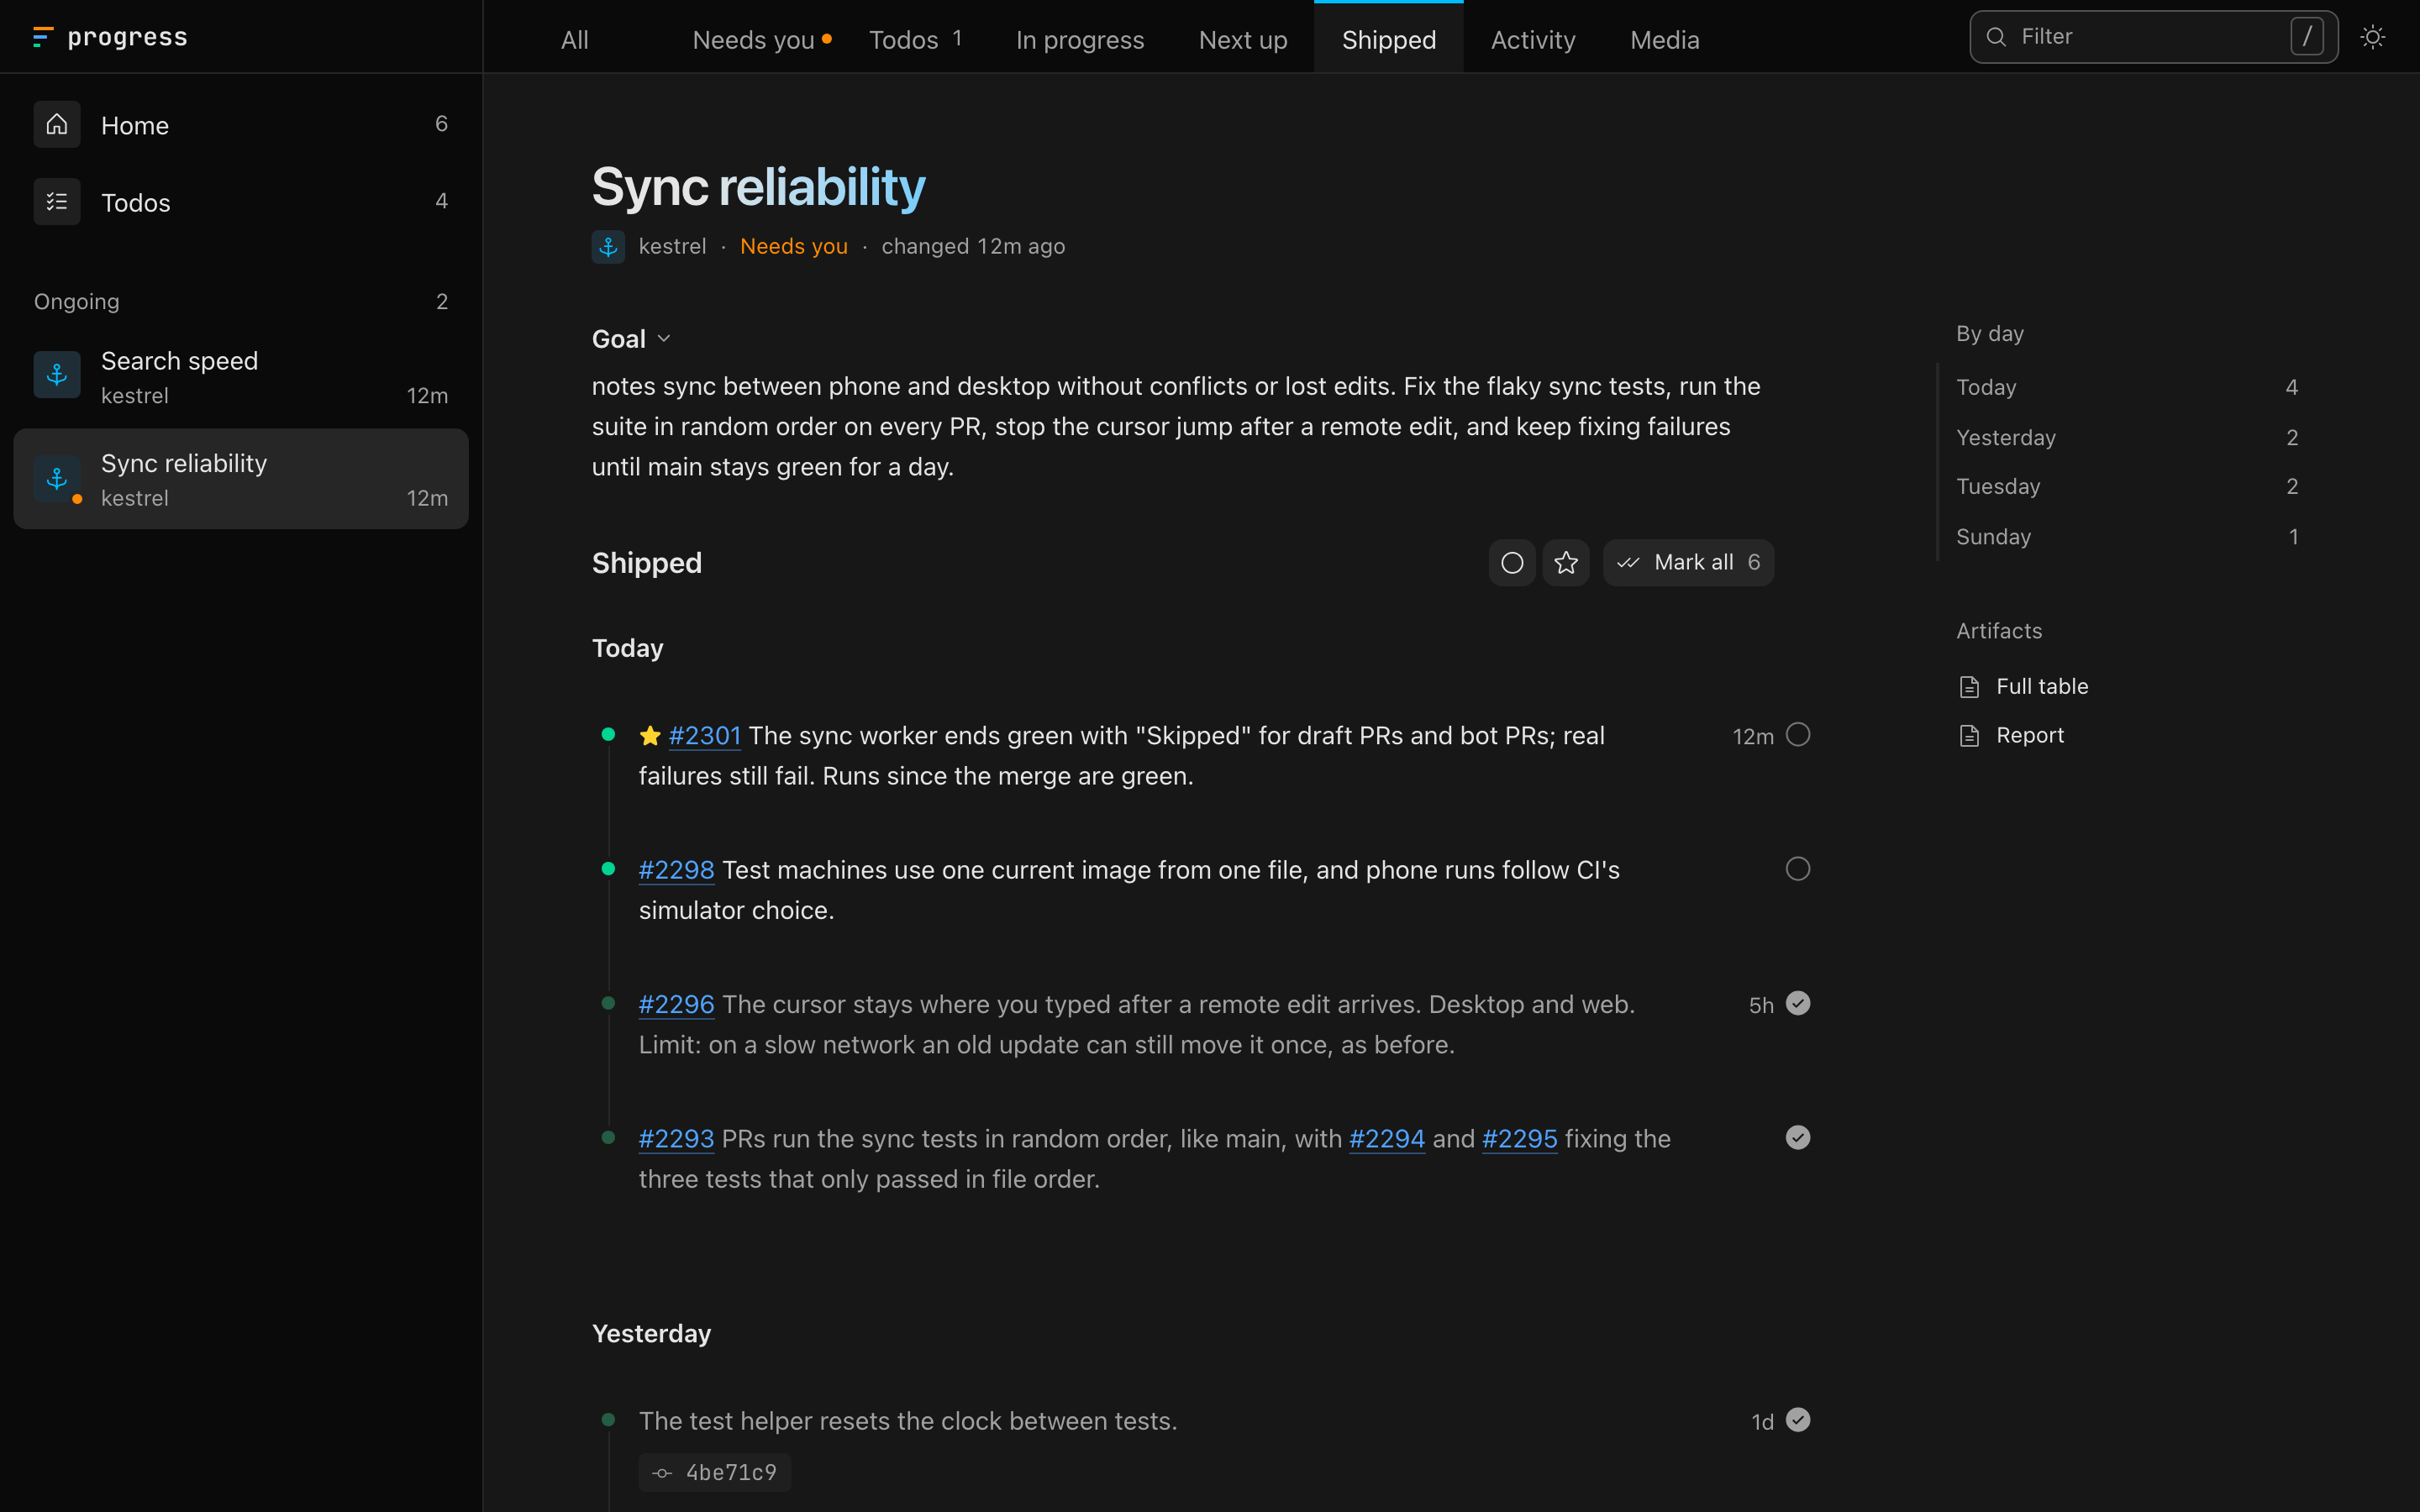 progress
All
Needs you
Todos 1
In progress
Next up
Shipped
Activity
Media
Filter /
Home 6
Todos 4
Ongoing 2
Search speed
kestrel 12m
Sync reliability
kestrel 12m
Sync reliability
kestrel · Needs you · changed 12m ago
Goal
notes sync between phone and desktop without conflicts or lost edits. Fix the flaky sync tests, run the
suite in random order on every PR, stop the cursor jump after a remote edit, and keep fixing failures
until main stays green for a day.
Shipped
Mark all 6
Today
#2301 The sync worker ends green with "Skipped" for draft PRs and bot PRs; real 12m
failures still fail. Runs since the merge are green.
#2298 Test machines use one current image from one file, and phone runs follow CI's
simulator choice.
#2296 The cursor stays where you typed after a remote edit arrives. Desktop and web. 5h
Limit: on a slow network an old update can still move it once, as before.
#2293 PRs run the sync tests in random order, like main, with #2294 and #2295 fixing the
three tests that only passed in file order.
Yesterday
The test helper resets the clock between tests. 1d
4be71c9
By day
Today 4
Yesterday 2
Tuesday 2
Sunday 1
Artifacts
Full table
Report